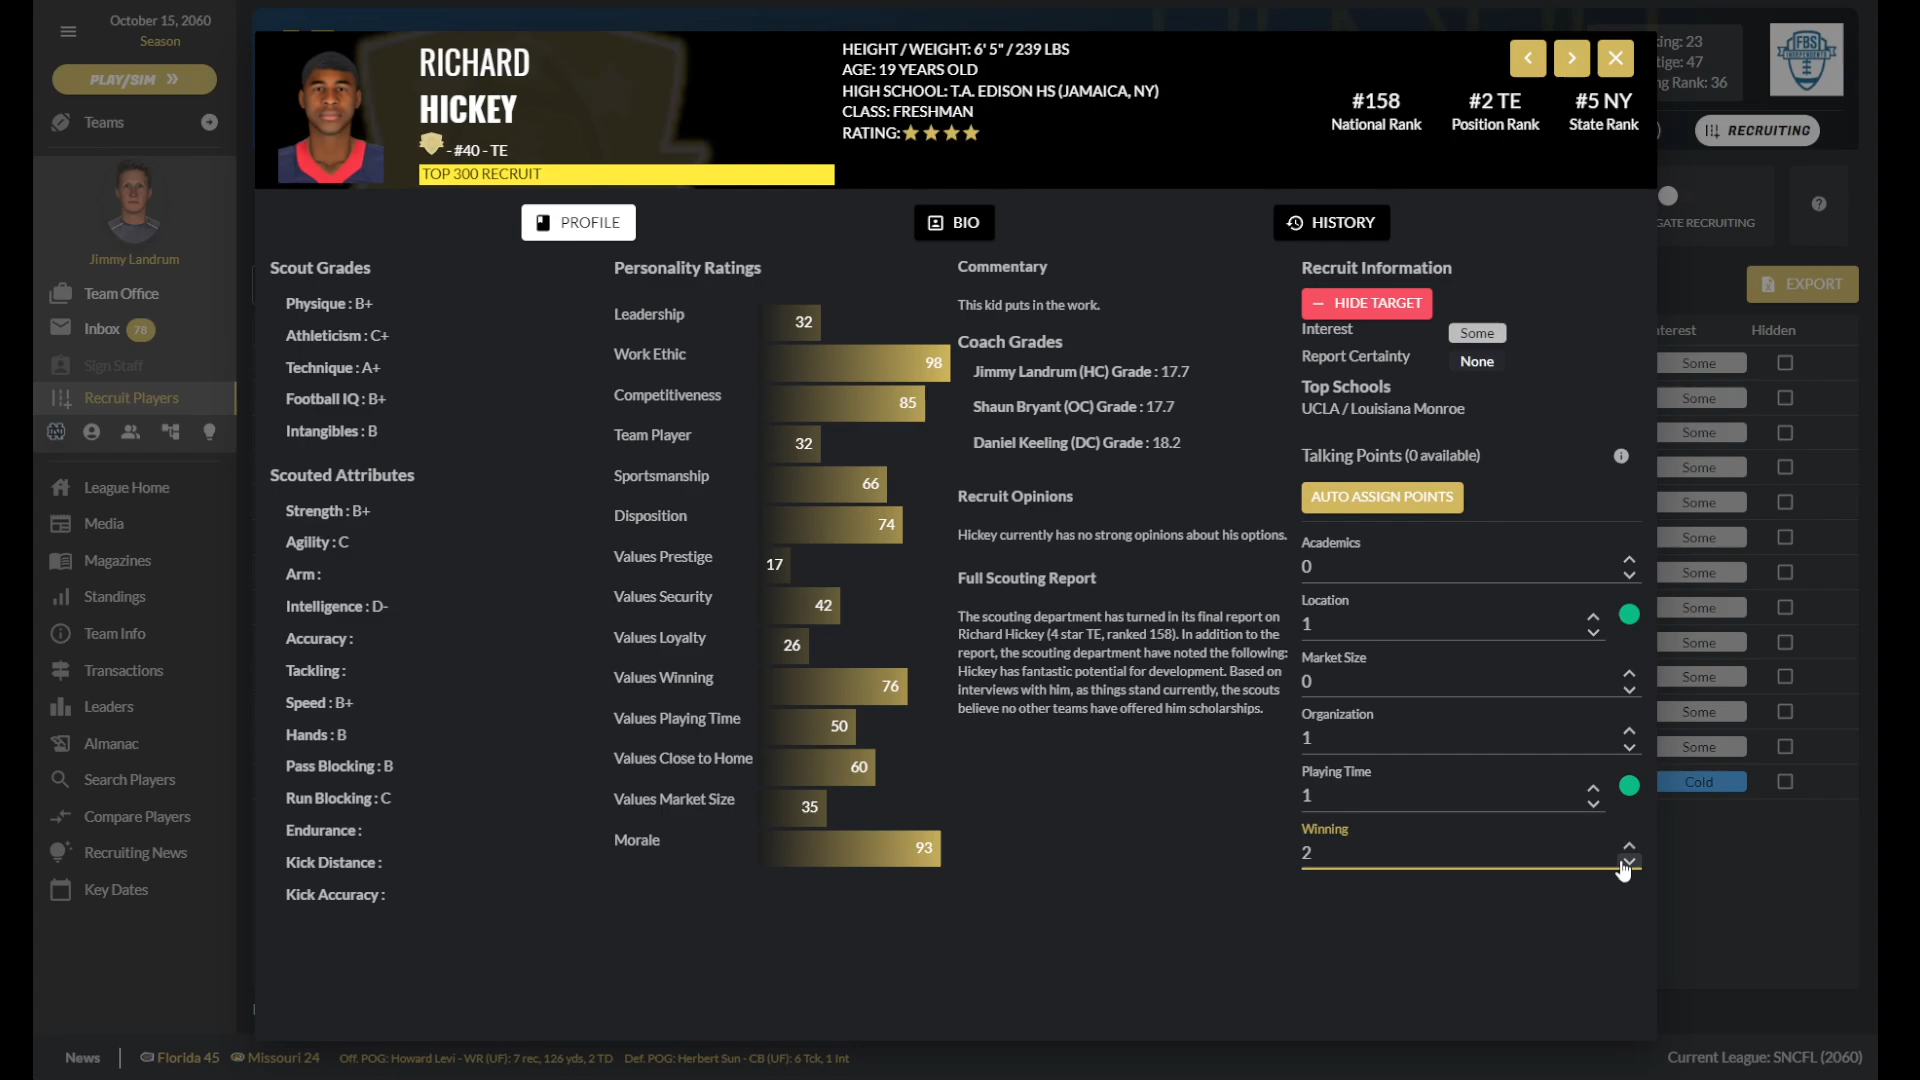 October 15, 2060
Season
PLAY/SIM
Teams
Jimmy Landrum
Team Office
Inbox 78
Sign Staff
Recruit Players
League Home
Media
Magazines
Standings
Team Info
Transactions
Leaders
Almanac
Search Players
Compare Players
Recruiting News
Key Dates
RICHARD
HICKEY
- #40 - TE
TOP 300 RECRUIT
HEIGHT / WEIGHT: 6' 5" / 239 LBS
AGE: 19 YEARS OLD
HIGH SCHOOL: T.A. EDISON HS (JAMAICA, NY)
CLASS: FRESHMAN
RATING:
#158
National Rank
#2 TE
Position Rank
#5 NY
State Rank
king: 23
tige: 47
ng Rank: 36
FBS
RECRUITING
GATE RECRUITING
EXPORT
PROFILE
BIO
HISTORY
Scout Grades
Physique : B+
Athleticism : C+
Technique : A+
Football IQ : B+
Intangibles : B
Scouted Attributes
Strength : B+
Agility : C
Arm :
Intelligence : D-
Accuracy :
Tackling :
Speed : B+
Hands : B
Pass Blocking : B
Run Blocking : C
Endurance :
Kick Distance :
Kick Accuracy :
Personality Ratings
Leadership 32
Work Ethic 98
Competitiveness 85
Team Player 32
Sportsmanship 66
Disposition 74
Values Prestige 17
Values Security 42
Values Loyalty 26
Values Winning 76
Values Playing Time 50
Values Close to Home 60
Values Market Size 35
Morale 93
Commentary
This kid puts in the work.
Coach Grades
Jimmy Landrum (HC) Grade : 17.7
Shaun Bryant (OC) Grade : 17.7
Daniel Keeling (DC) Grade : 18.2
Recruit Opinions
Hickey currently has no strong opinions about his options.
Full Scouting Report
The scouting department has turned in its final report on
Richard Hickey (4 star TE, ranked 158). In addition to the
report, the scouting department have noted the following:
Hickey has fantastic potential for development. Based on
interviews with him, as things stand currently, the scouts
believe no other teams have offered him scholarships.
Recruit Information
HIDE TARGET
Interest Some
Report Certainty None
Top Schools
UCLA / Louisiana Monroe
Talking Points (0 available)
AUTO ASSIGN POINTS
Academics
0
Location
1
Market Size
0
Organization
1
Playing Time
1
Winning
2
nterest Hidden
Some
Some
Some
Some
Some
Some
Some
Some
Some
Some
Some
Some
Cold
News
Florida 45 Missouri 24 Off. POG: Howard Levi - WR (UF): 7 rec, 126 yds, 2 TD Def. POG: Herbert Sun - CB (UF): 6 Tck, 1 Int
Current League: SNCFL (2060)